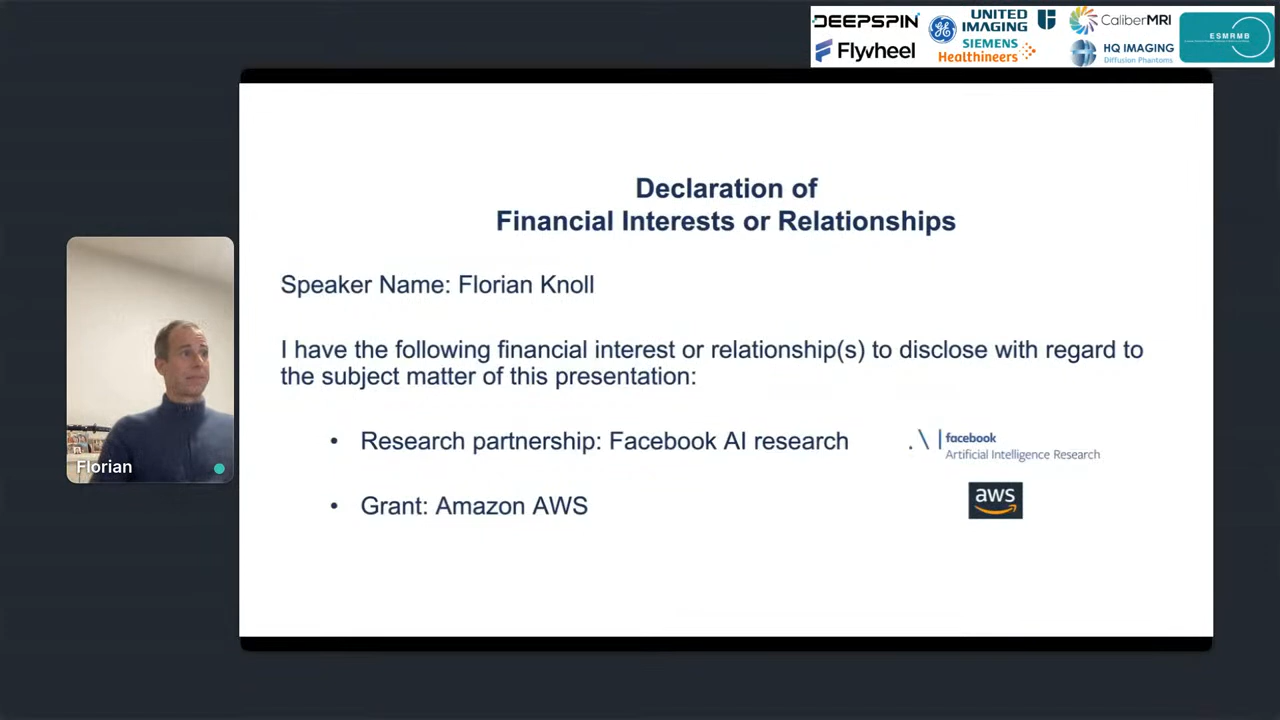 DEEPSPIN
Flywheel
UNITED
IMAGING
SIEMENS
Healthineers
CaliberMRI
HQ IMAGING
Diffusion Phantoms
ESMRMB
Declaration of
Financial Interests or Relationships
Speaker Name: Florian Knoll
I have the following financial interest or relationship(s) to disclose with regard to
the subject matter of this presentation:
• Research partnership: Facebook AI research
.\ | facebook
Artificial Intelligence Research
• Grant: Amazon AWS
aws
Florian